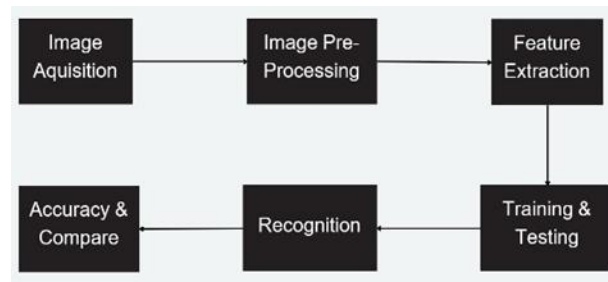 Image
Aquisition
Image Pre-
Processing
Feature
Extraction
Training &
Testing
Recognition
Accuracy &
Compare